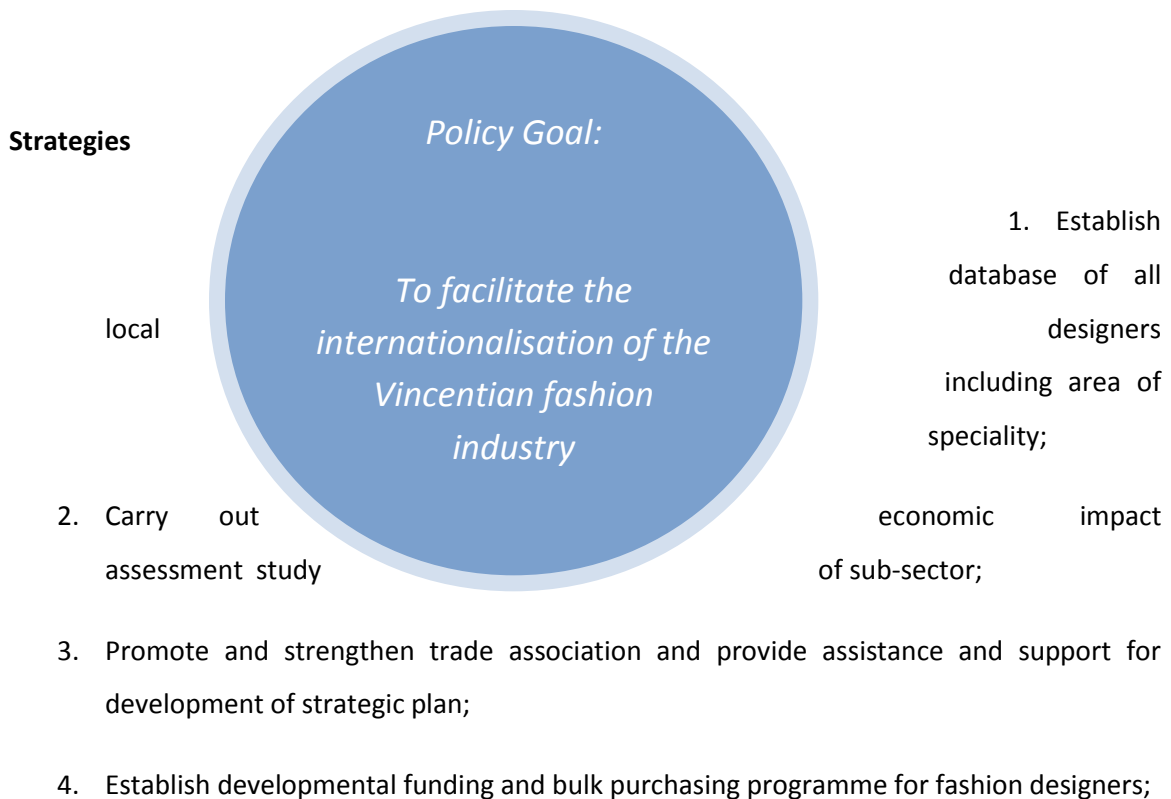 Strategies
Policy Goal:
To facilitate the
internationalisation of the
Vincentian fashion
industry
1. Establish
database of all
local designers
including area of
speciality;
2. Carry out economic impact
assessment study of sub-sector;
3. Promote and strengthen trade association and provide assistance and support for
development of strategic plan;
4. Establish developmental funding and bulk purchasing programme for fashion designers;